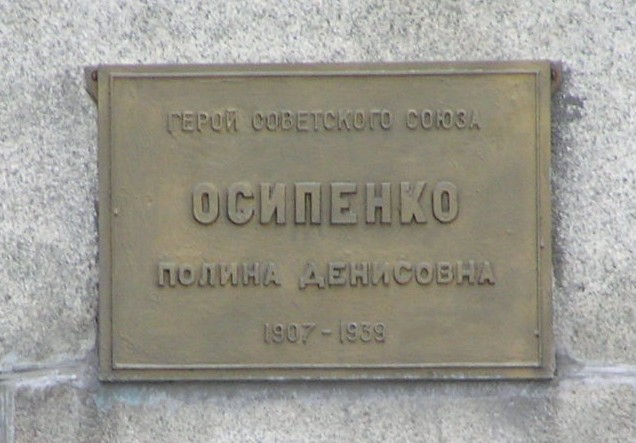 ГЕРОЙ СОВЕТСКОГО СОЮЗА
ОСИПЕНКО
ПОЛИНА ДЕНИСОВНА
1907-1939